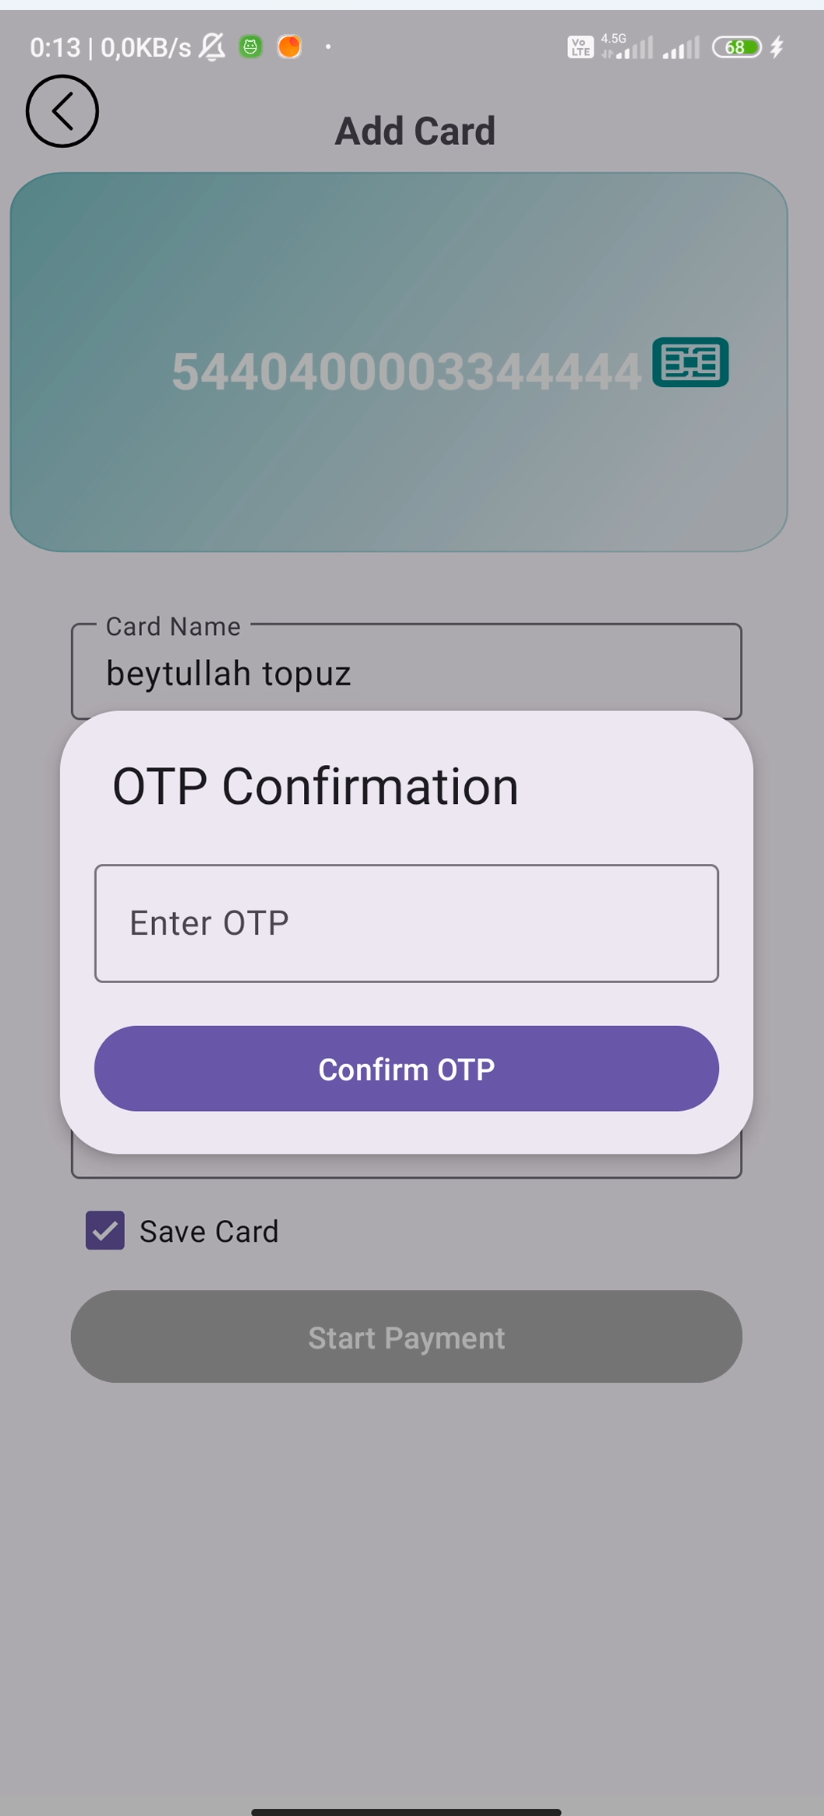 0:13 | 0,0KB/s
Vo LTE 4.5G 68
Add Card
5440400003344444
Card Name
beytullah topuz
OTP Confirmation
Enter OTP
Confirm OTP
Save Card
Start Payment